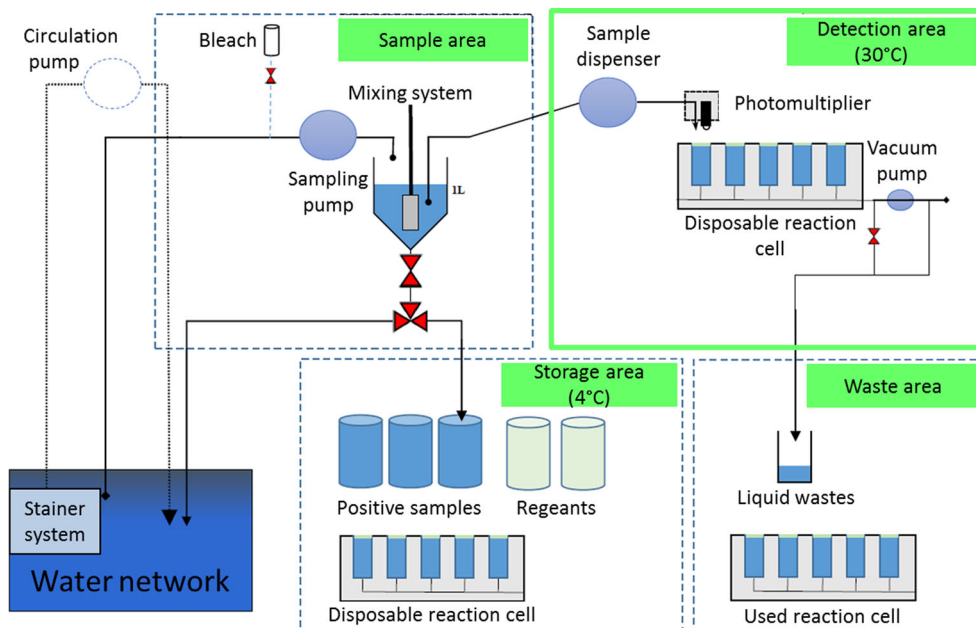 Circulation
pump
Bleach
Sample area
Mixing system
Sampling
pump
1L
Sample
dispenser
Detection area
(30°C)
Photomultiplier
Vacuum
pump
Disposable reaction
cell
Storage area
(4°C)
Positive samples
Regeants
Disposable reaction cell
Waste area
Liquid wastes
Used reaction cell
Stainer
system
Water network